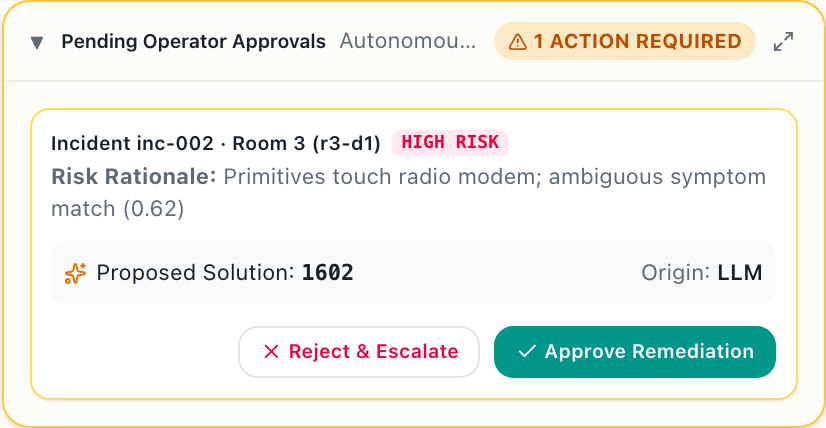 Pending Operator Approvals Autonomou... 1 ACTION REQUIRED
Incident inc-002 · Room 3 (r3-d1) HIGH RISK
Risk Rationale: Primitives touch radio modem; ambiguous symptom
match (0.62)
Proposed Solution: 1602 Origin: LLM
Reject & Escalate Approve Remediation